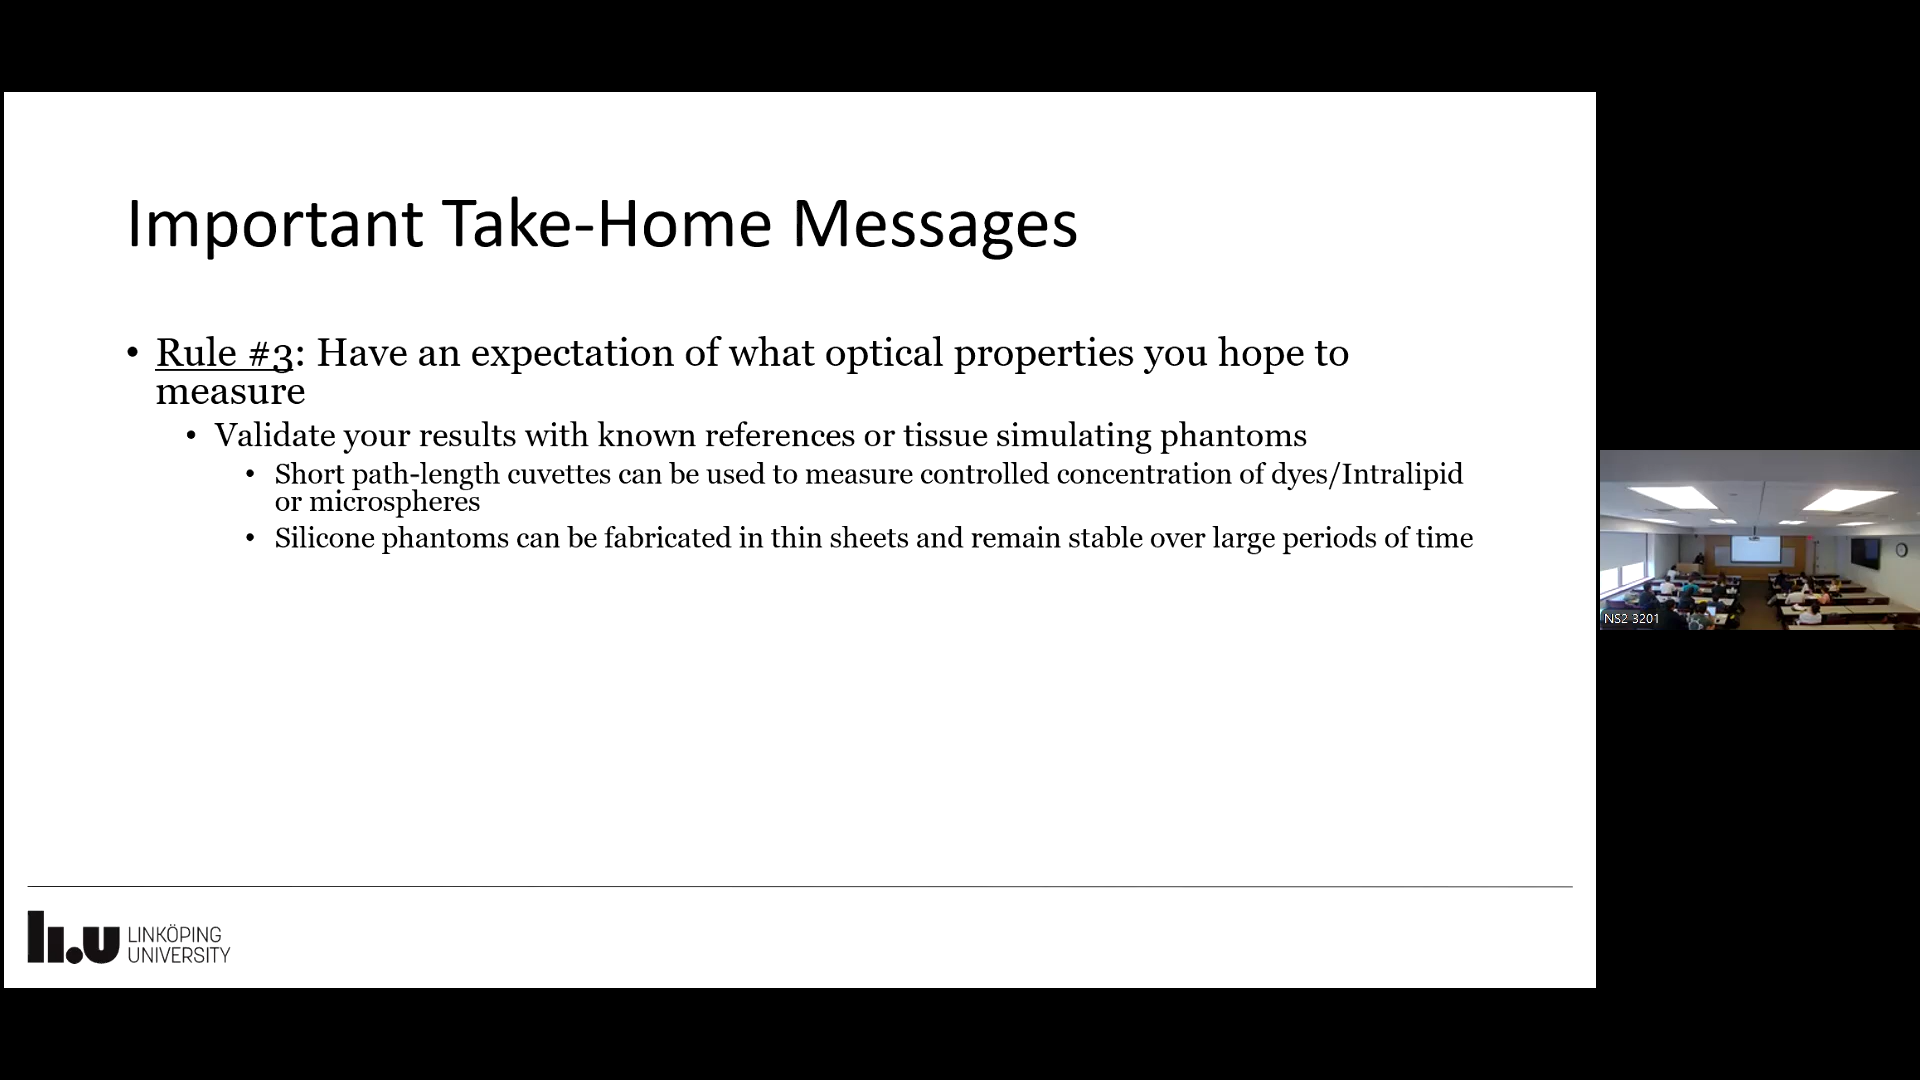 Important Take-Home Messages
• Rule #3: Have an expectation of what optical properties you hope to
measure
• Validate your results with known references or tissue simulating phantoms
• Short path-length cuvettes can be used to measure controlled concentration of dyes/Intralipid
or microspheres
• Silicone phantoms can be fabricated in thin sheets and remain stable over large periods of time
NS2 3201
li.u LINKÖPING
UNIVERSITY